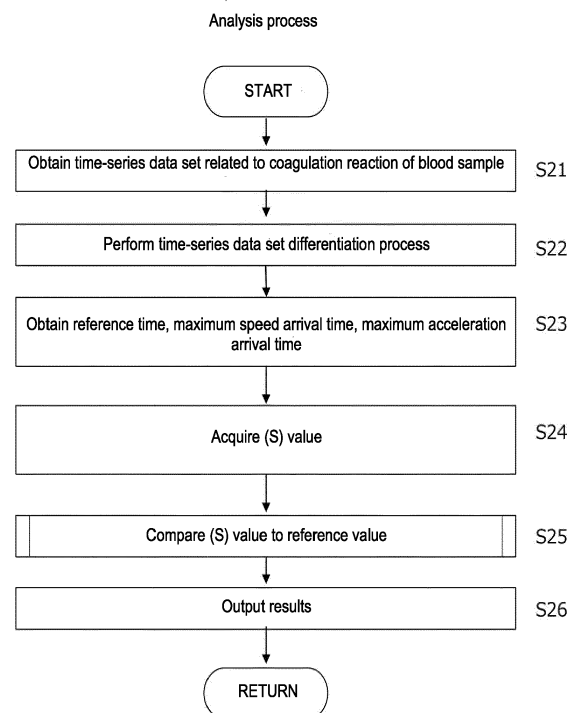 Analysis process
START
Obtain time-series data set related to coagulation reaction of blood sample
S21
Perform time-series data set differentiation process
S22
Obtain reference time, maximum speed arrival time, maximum acceleration
arrival time
S23
Acquire (S) value
S24
Compare (S) value to reference value
S25
Output results
S26
RETURN